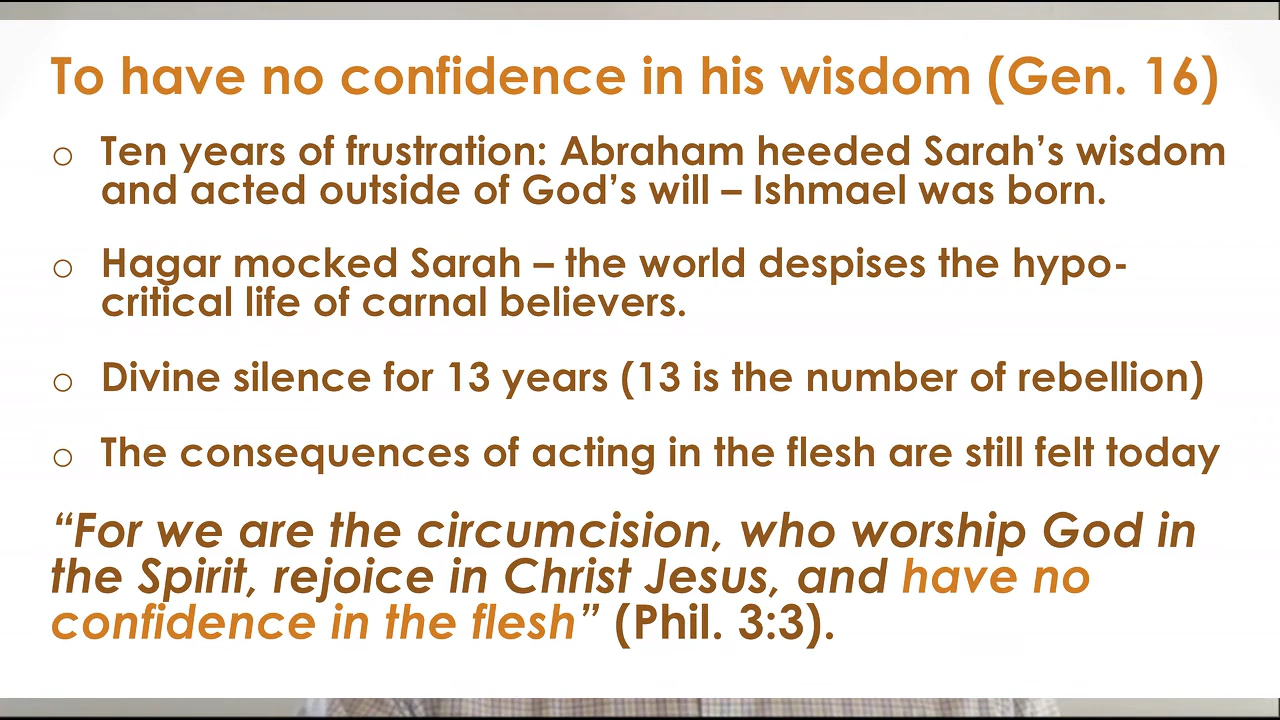 To have no confidence in his wisdom (Gen. 16)
o Ten years of frustration: Abraham heeded Sarah’s wisdom
and acted outside of God’s will – Ishmael was born.
o Hagar mocked Sarah – the world despises the hypo-
critical life of carnal believers.
o Divine silence for 13 years (13 is the number of rebellion)
o The consequences of acting in the flesh are still felt today
“For we are the circumcision, who worship God in
the Spirit, rejoice in Christ Jesus, and have no
confidence in the flesh” (Phil. 3:3).